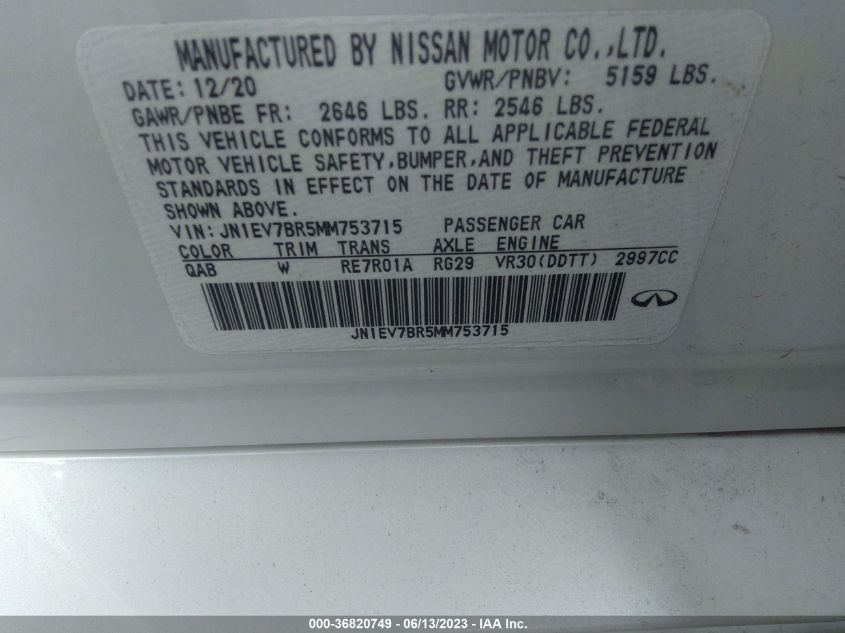 MANUFACTURED BY NISSAN MOTOR CO.,LTD.
DATE: 12/20 GVWR/PNBV: 5159 LBS.
GAWR/PNBE FR: 2646 LBS. RR: 2546 LBS.
THIS VEHICLE CONFORMS TO ALL APPLICABLE FEDERAL
MOTOR VEHICLE SAFETY,BUMPER,AND THEFT PREVENTION
STANDARDS IN EFFECT ON THE DATE OF MANUFACTURE
SHOWN ABOVE.
VIN: JN1EV7BR5MM753715 PASSENGER CAR
COLOR TRIM TRANS AXLE ENGINE
QAB W RE7R01A RG29 VR30(DDTT) 2997CC
JN1EV7BR5MM753715
000-36820749 - 06/13/2023 - IAA Inc.